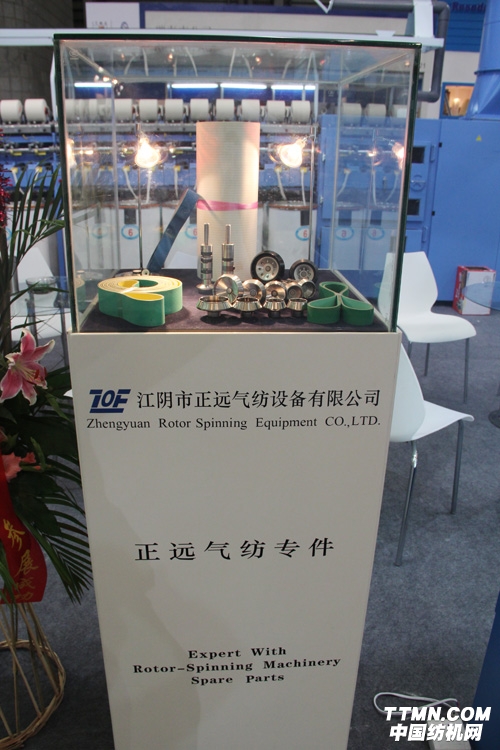 TOE 江阴市正远气纺设备有限公司
Zhengyuan Rotor Spinning Equipment CO.,LTD.
正远气纺专件
Expert With
Rotor-Spinning Machinery
Spare Parts
TTMN.COM
中国纺机网